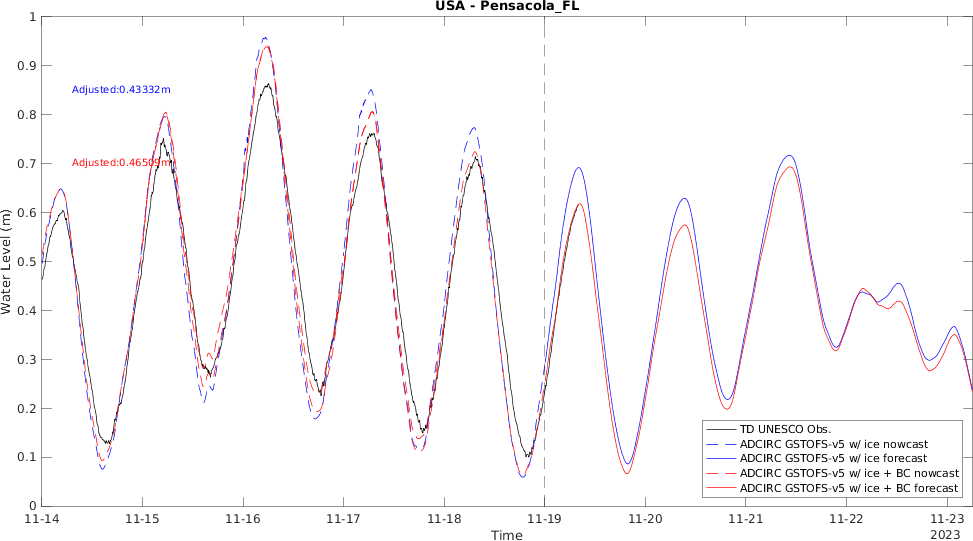 USA - Pensacola_FL
1
0.9
0.8
0.7
0.6
0.5
0.4
0.3
0.2
0.1
0
Water Level (m)
Adjusted:0.43332m
Adjusted:0.46509m
TD UNESCO Obs.
ADCIRC GSTOFS-v5 w/ ice nowcast
ADCIRC GSTOFS-v5 w/ ice forecast
ADCIRC GSTOFS-v5 w/ ice + BC nowcast
ADCIRC GSTOFS-v5 w/ ice + BC forecast
11-14 11-15 11-16 11-17 11-18 11-19 11-20 11-21 11-22 11-23
2023
Time